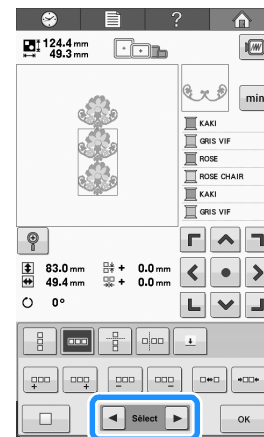 ?
124.4 mm
49.3 mm
min
KAKI
GRIS VIF
ROSE
ROSE CHAIR
KAKI
GRIS VIF
83.0 mm + 0.0 mm
49.4 mm + 0.0 mm
0°
Sélect
OK